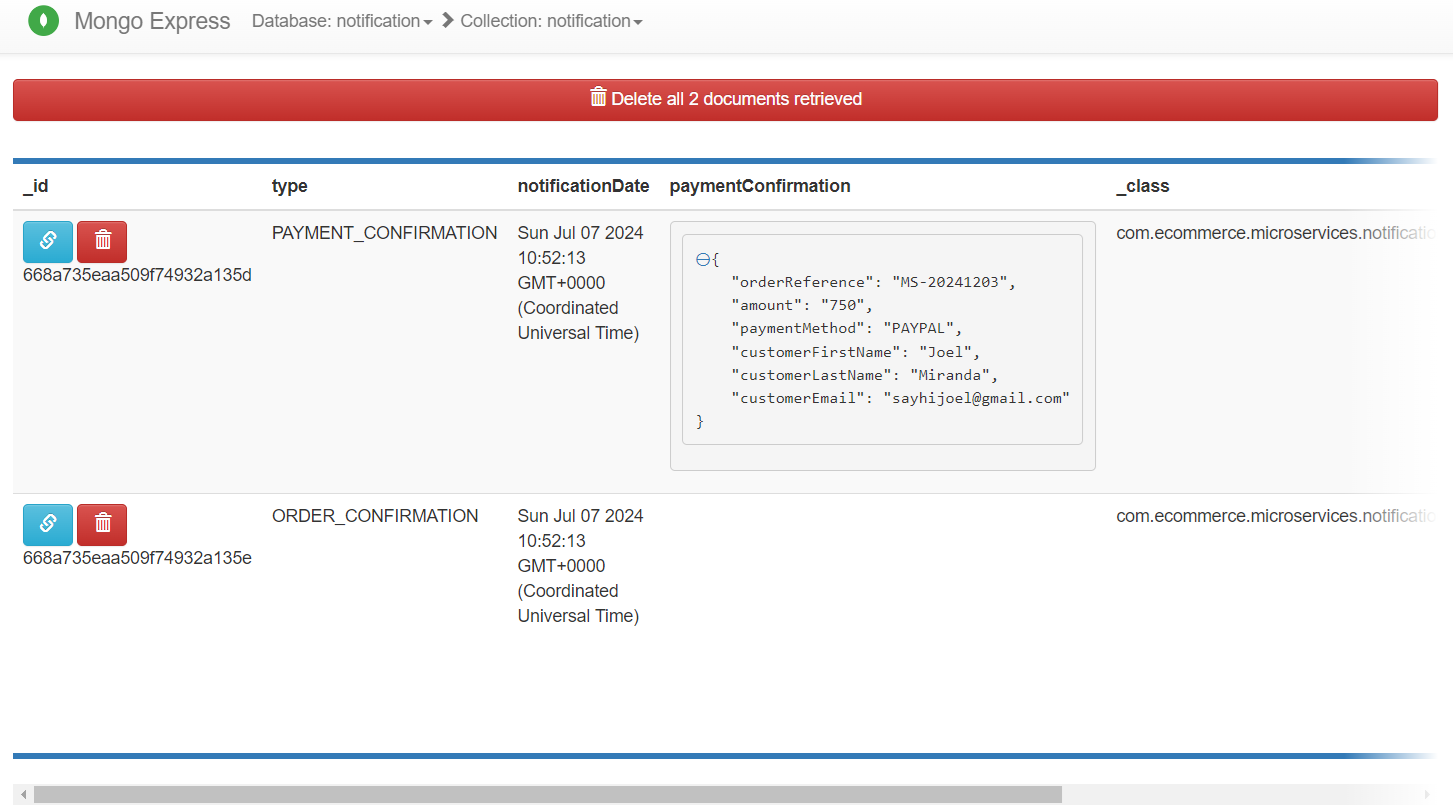 Mongo Express Database: notification Collection: notification
Delete all 2 documents retrieved
_id type notificationDate paymentConfirmation _class
668a735eaa509f74932a135d
PAYMENT_CONFIRMATION
Sun Jul 07 2024
10:52:13
GMT+0000
(Coordinated
Universal Time)
{
"orderReference": "MS-20241203",
"amount": "750",
"paymentMethod": "PAYPAL",
"customerFirstName": "Joel",
"customerLastName": "Miranda",
"customerEmail": "sayhijoel@gmail.com"
}
com.ecommerce.microservices.notificatio
668a735eaa509f74932a135e
ORDER_CONFIRMATION
Sun Jul 07 2024
10:52:13
GMT+0000
(Coordinated
Universal Time)
com.ecommerce.microservices.notificatio